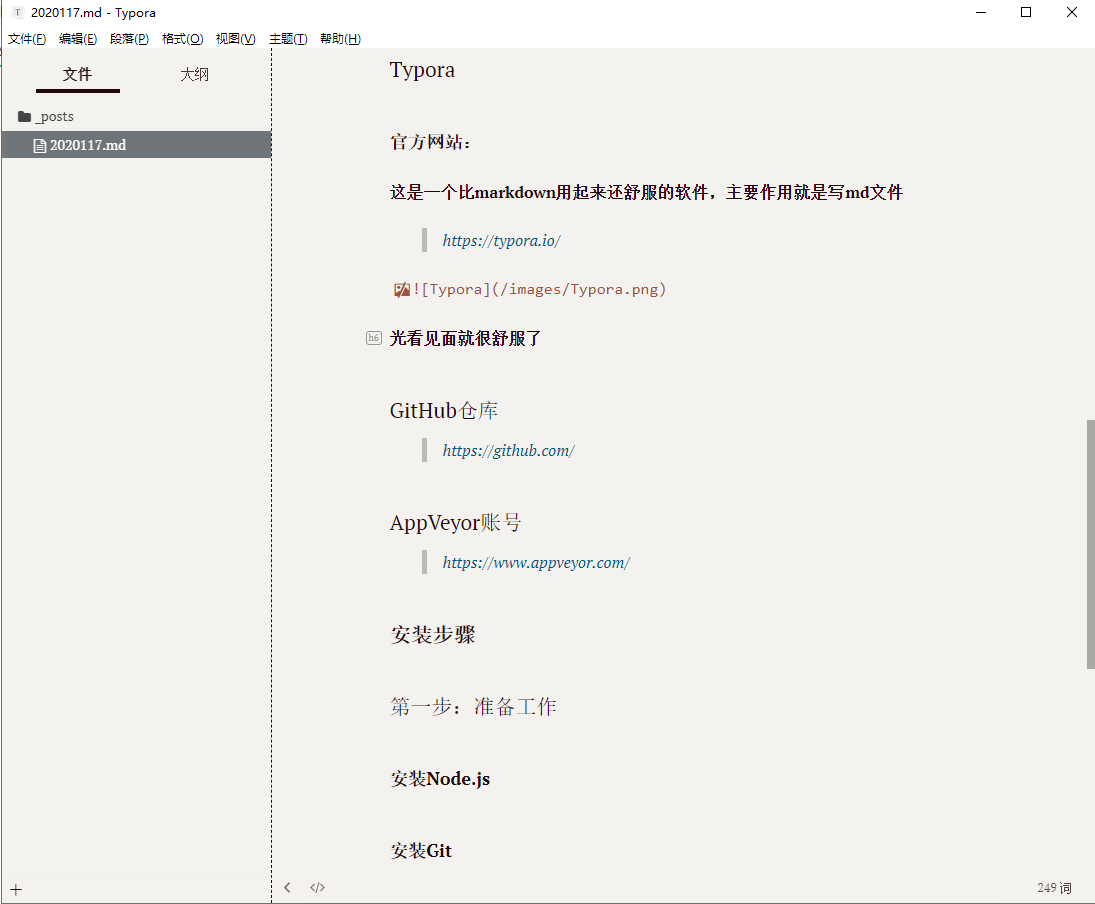 2020117.md - Typora
文件(F) 编辑(E) 段落(P) 格式(O) 视图(V) 主题(T) 帮助(H)
文件 大纲
_posts
2020117.md
Typora
官方网站：
这是一个比markdown用起来还舒服的软件，主要作用就是写md文件
https://typora.io/
![Typora](/images/Typora.png)
h6 光看见面就很舒服了
GitHub仓库
https://github.com/
AppVeyor账号
https://www.appveyor.com/
安装步骤
第一步：准备工作
安装Node.js
安装Git
249 词